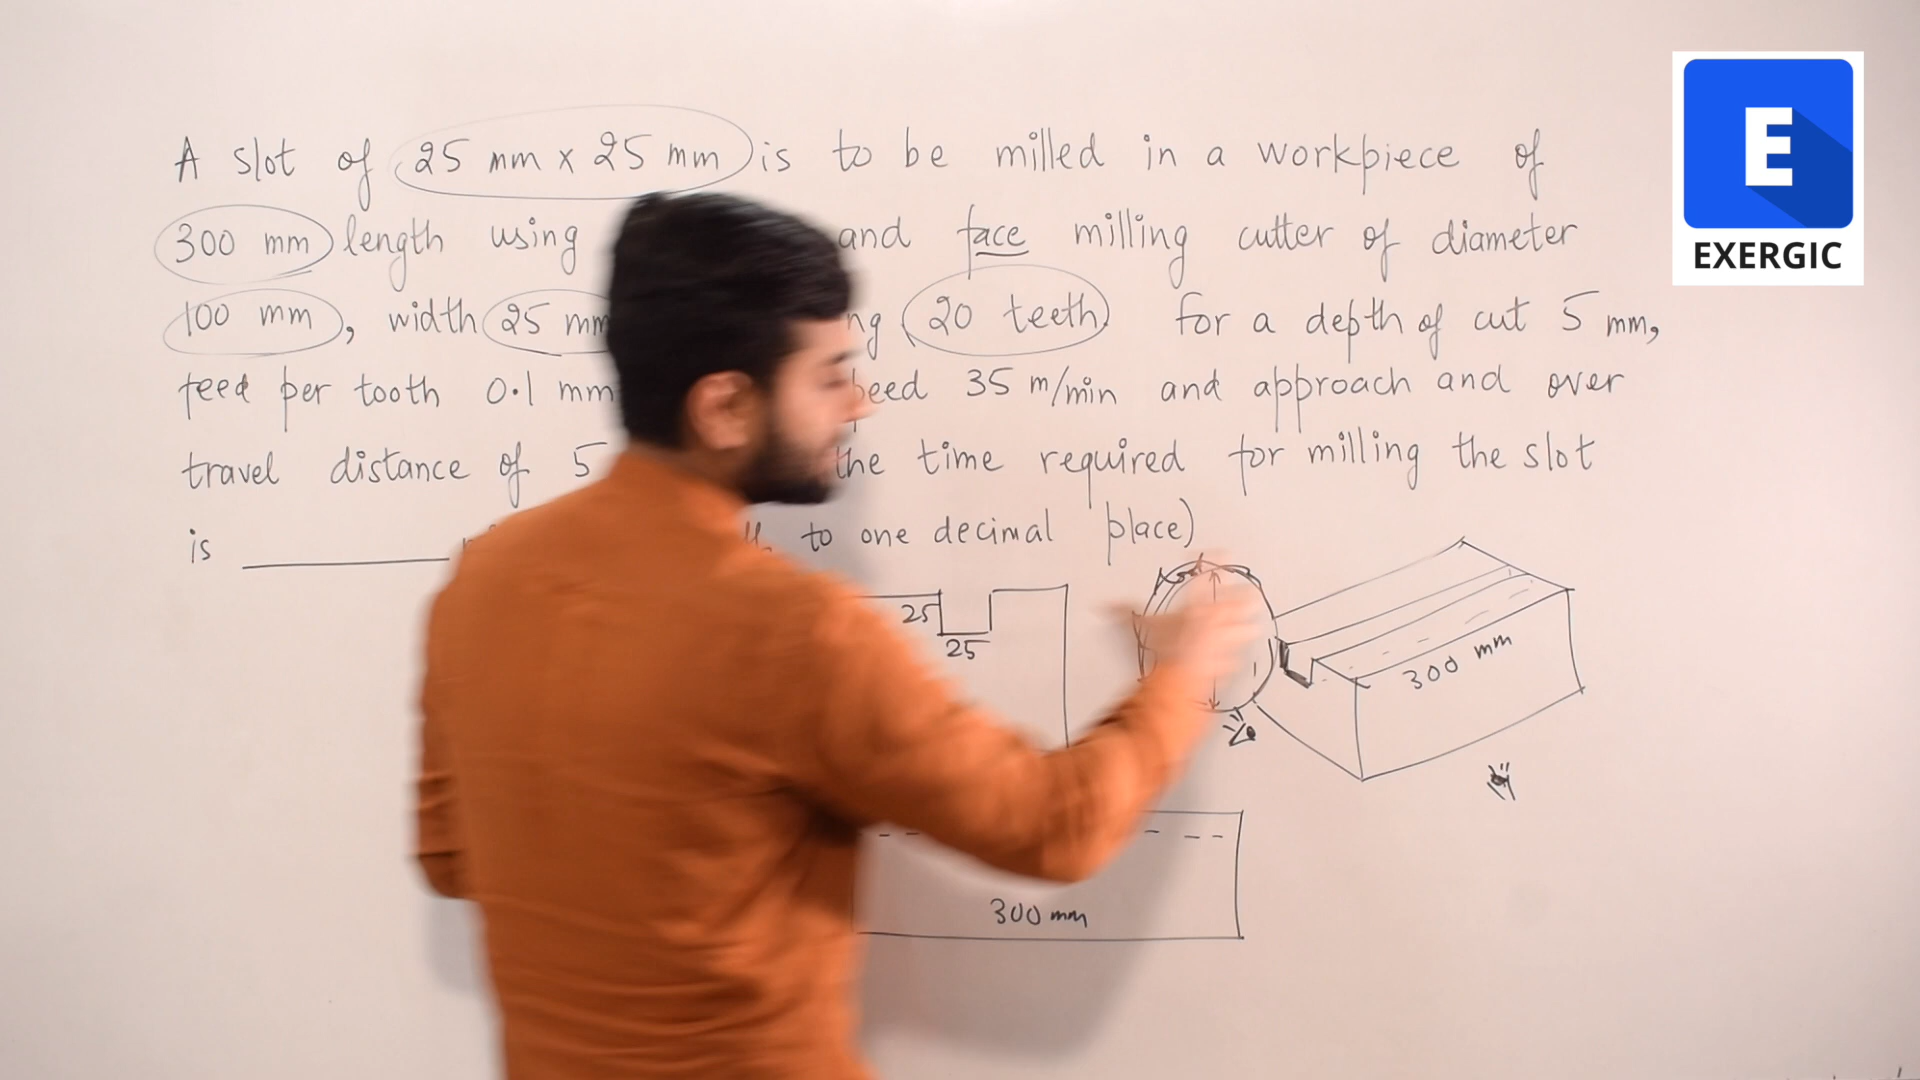 A slot of 25 mm x 25 mm is to be milled in a workpiece of
300 mm length using and face milling cutter of diameter
100 mm, width 25 mm 20 teeth for a depth of cut 5 mm,
feed per tooth 0.1 mm 35 m/min and approach and over
travel distance of 5 the time required for milling the slot
is to one decimal place)
25
25
300 mm
300 mm
E
EXERGIC